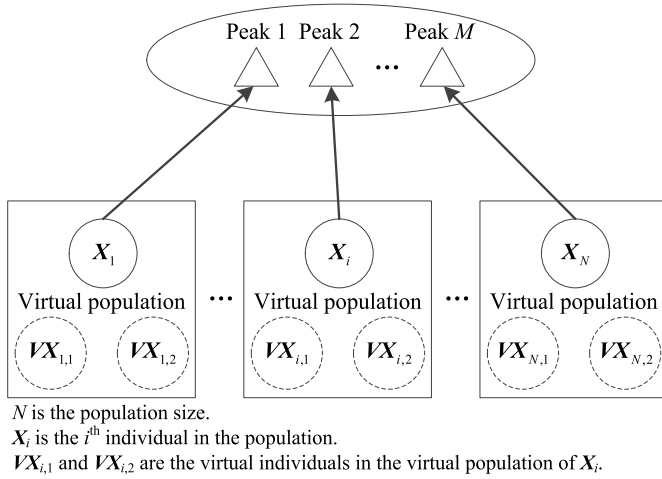 Peak 1 Peak 2 Peak M
...
X1 Xi XN
Virtual population ... Virtual population ... Virtual population
VX1,1 VX1,2 VXi,1 VXi,2 VXN,1 VXN,2
N is the population size.
Xi is the ith individual in the population.
VXi,1 and VXi,2 are the virtual individuals in the virtual population of Xi.